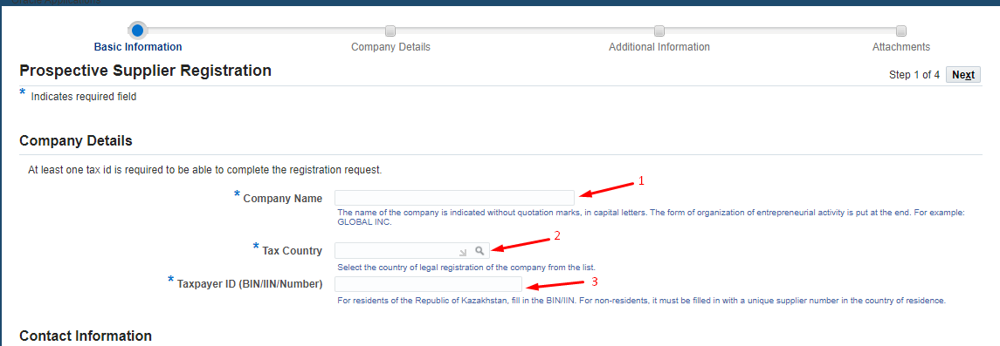 Oracle Applications
Basic Information
Company Details
Additional Information
Attachments
Prospective Supplier Registration
Step 1 of 4
Next
* Indicates required field
Company Details
At least one tax id is required to be able to complete the registration request.
* Company Name
1
The name of the company is indicated without quotation marks, in capital letters. The form of organization of entrepreneurial activity is put at the end. For example:
GLOBAL INC.
* Tax Country
2
Select the country of legal registration of the company from the list.
* Taxpayer ID (BIN/IIN/Number)
3
For residents of the Republic of Kazakhstan, fill in the BIN/IIN. For non-residents, it must be filled in with a unique supplier number in the country of residence.
Contact Information